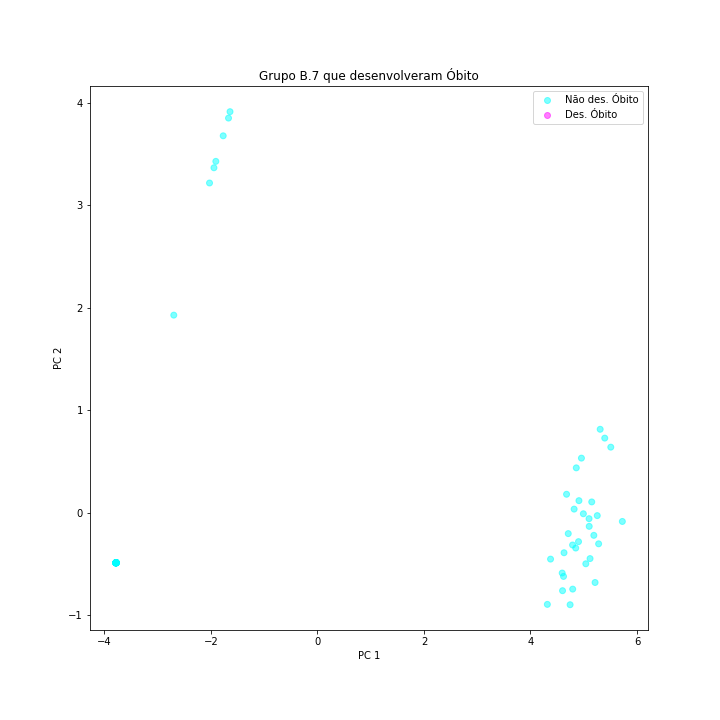 Grupo B.7 que desenvolveram Óbito
Não des. Óbito
Des. Óbito
4
3
2
1
0
−1
PC 2
−4
−2
0
2
4
6
PC 1